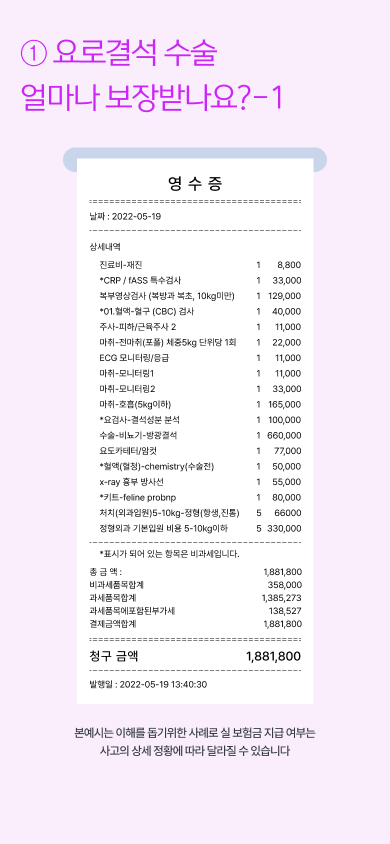 ① 요로결석 수술
얼마나 보장받나요?-1
영 수 증
날짜 : 2022-05-19
상세내역
진료비-재진 1 8,800
*CRP / fASS 특수검사 1 33,000
복부영상검사 (복방과 복초, 10kg미만) 1 129,000
*01.혈액-혈구 (CBC) 검사 1 40,000
주사-피하/근육주사 2 1 11,000
마취-전마취(포폴) 체중5kg 단위당 1회 1 22,000
ECG 모니터링/응급 1 11,000
마취-모니터링1 1 11,000
마취-모니터링2 1 33,000
마취-호흡(5kg이하) 1 165,000
*요검사-결석성분 분석 1 100,000
수술-비뇨기-방광결석 1 660,000
요도카테터/암컷 1 77,000
*혈액(혈청)-chemistry(수술전) 1 50,000
x-ray 흉부 방사선 1 55,000
*키트-feline probnp 1 80,000
처치(외과입원)5-10kg-정형(항생,진통) 5 66000
정형외과 기본입원 비용 5-10kg이하 5 330,000
*표시가 되어 있는 항목은 비과세입니다.
총 금 액 : 1,881,800
비과세품목합계 358,000
과세품목합계 1,385,273
과세품목에포함된부가세 138,527
결제금액합계 1,881,800
청구 금액 1,881,800
발행일 : 2022-05-19 13:40:30
본예시는 이해를 돕기위한 사례로 실 보험금 지급 여부는
사고의 상세 정황에 따라 달라질 수 있습니다